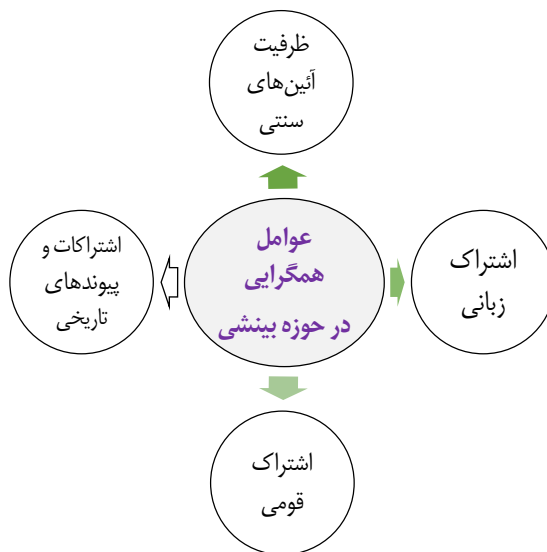 ظرفیت
آئین‌های
سنتی
عوامل
همگرایی
در حوزه بینشی
اشتراک
زبانی
اشتراکات و
پیوندهای
تاریخی
اشتراک
قومی